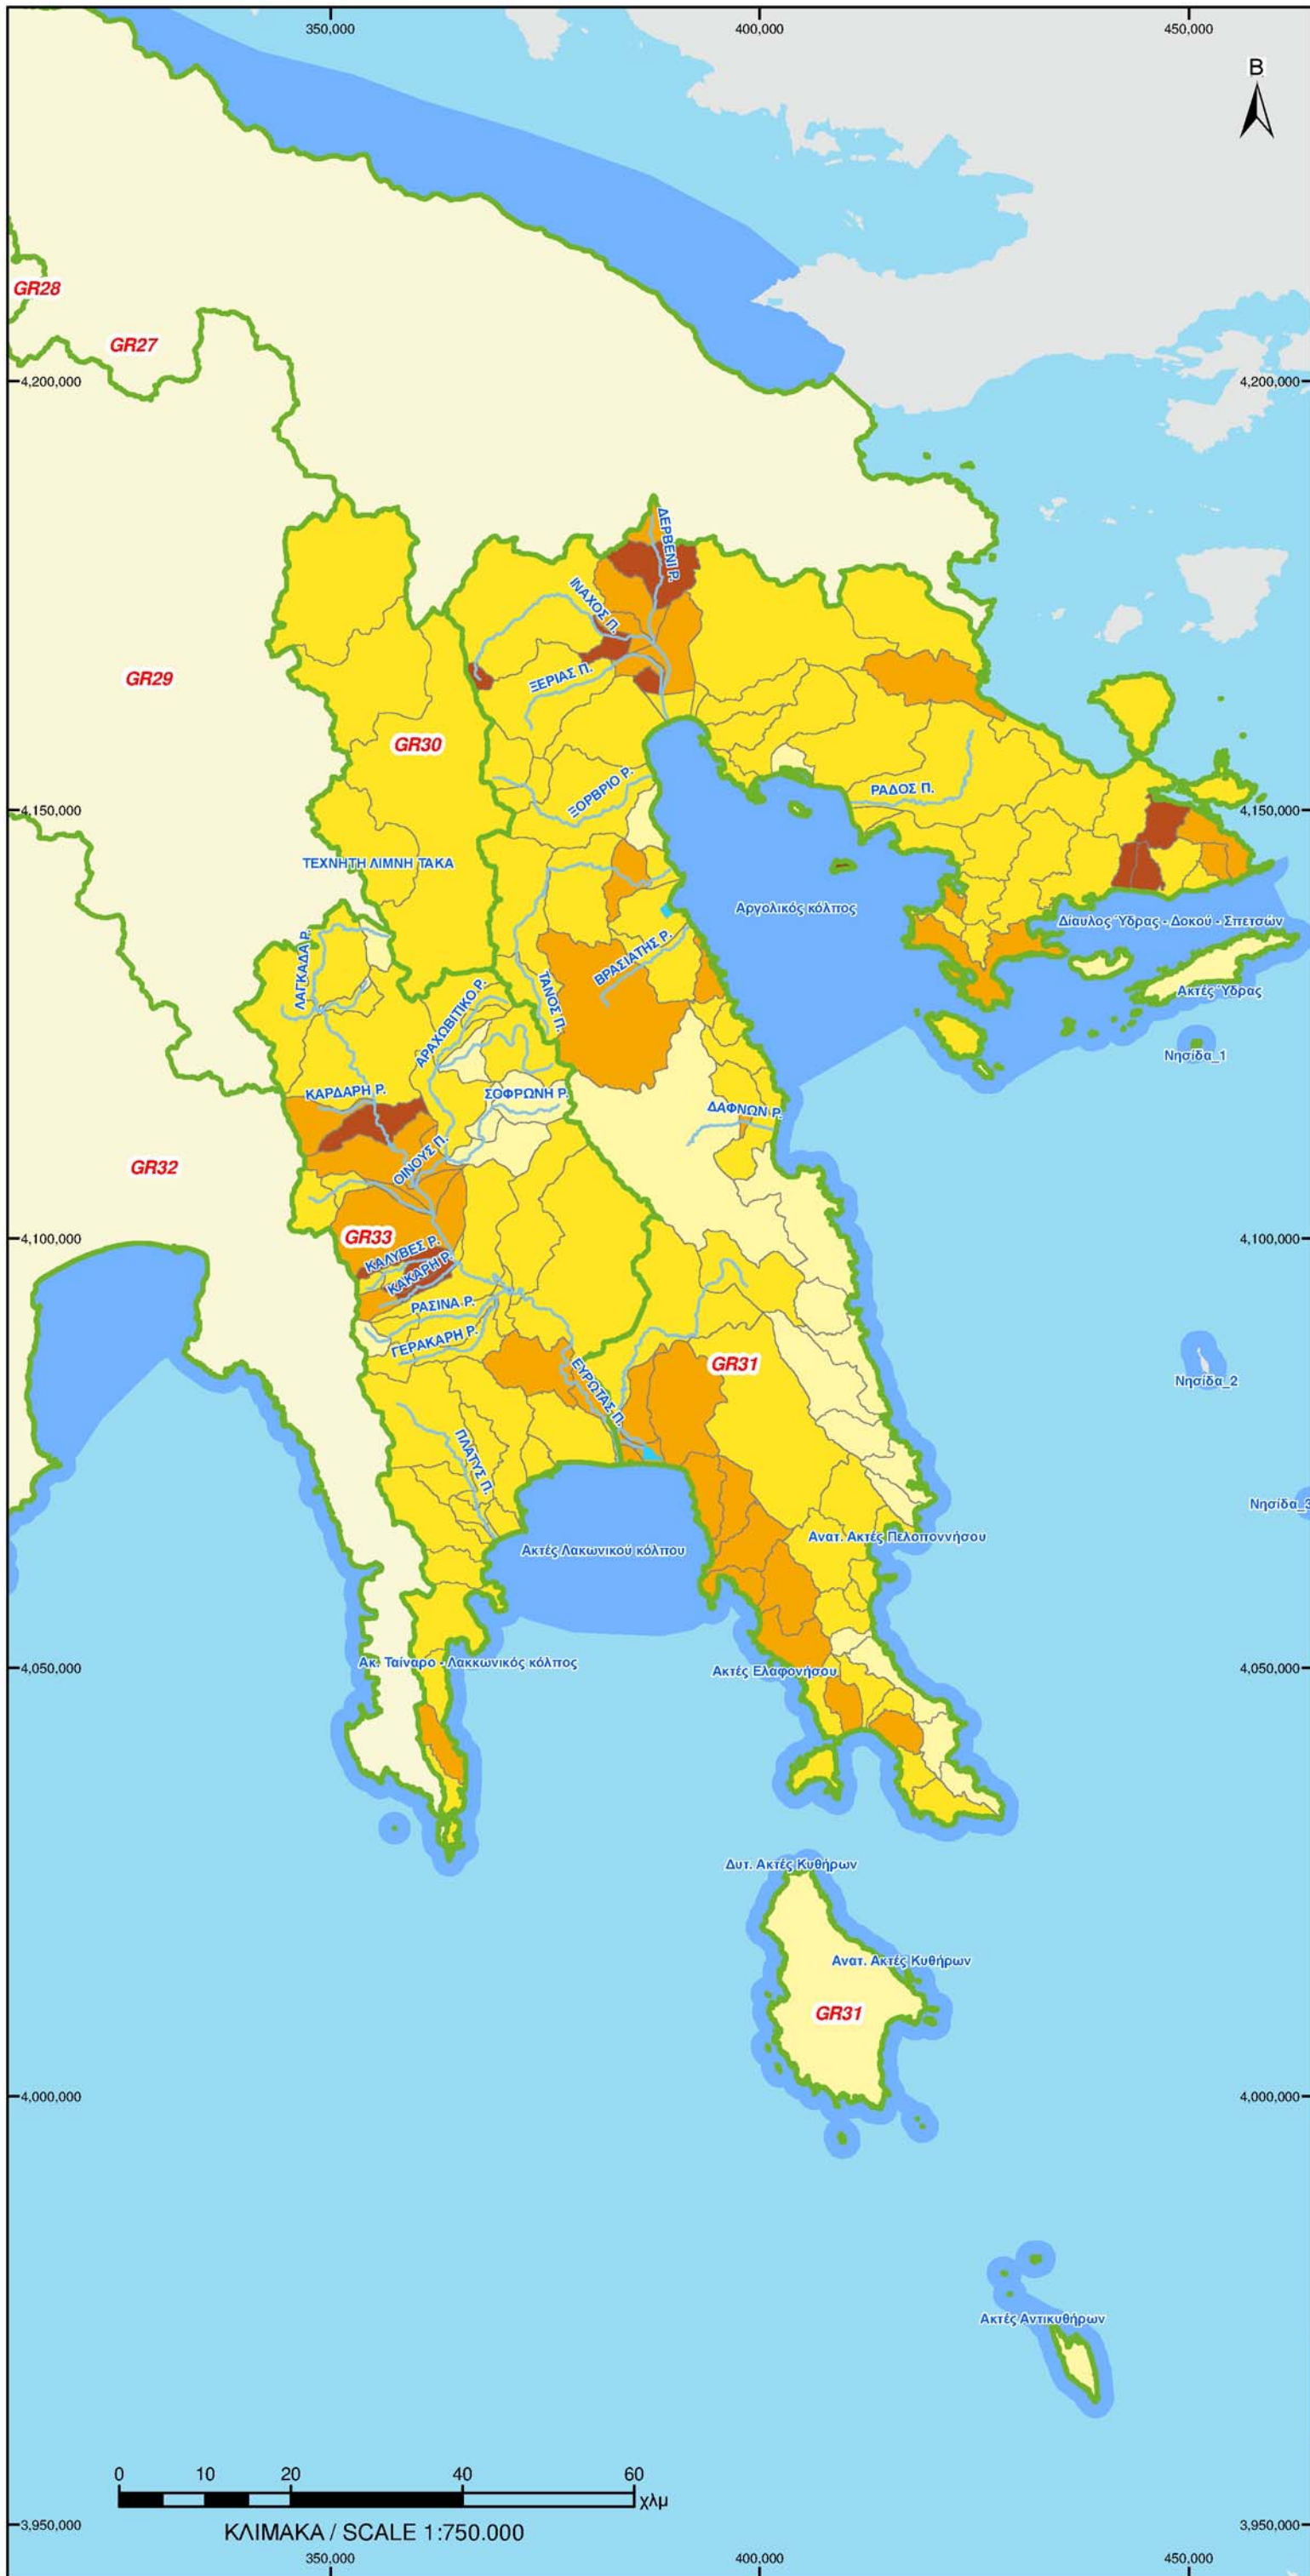 350,000
400,000
450,000
Β
GR28
GR27
4,200,000
4,200,000
ΔΕΡΒΕΝΙ Ρ.
ΙΝΑΧΟΣ Π.
ΞΕΡΙΑΣ Π.
GR29
GR30
ΞΟΡΒΡΙΟ Ρ.
ΡΑΔΟΣ Π.
4,150,000
4,150,000
ΤΕΧΝΗΤΗ ΛΙΜΝΗ ΤΑΚΑ
Αργολικός κόλπος
Δίαυλος Ύδρας - Δοκού - Σπετσών
ΛΑΓΚΑΔΑ Ρ.
ΒΡΑΣΙΑΤΗΣ Ρ.
ΤΑΝΟΣ Π.
Ακτές Ύδρας
ΑΡΑΧΩΒΙΤΙΚΟ Ρ.
Νησίδα_1
ΚΑΡΔΑΡΗ Ρ.
ΣΟΦΡΩΝΗ Ρ.
ΔΑΦΝΩΝ Ρ.
ΟΙΝΟΥΣ Π.
GR32
GR33
4,100,000
4,100,000
ΚΑΛΥΒΕΣ Ρ.
ΚΑΚΑΡΗ Ρ.
ΡΑΣΙΝΑ Ρ.
ΓΕΡΑΚΑΡΗ Ρ.
GR31
ΕΥΡΩΤΑΣ Π.
Νησίδα_2
ΠΛΑΤΥΣ Π.
Νησίδα_3
Ανατ. Ακτές Πελοποννήσου
Ακτές Λακωνικού κόλπου
Ακ. Ταίναρο - Λακκωνικός κόλπος
4,050,000
4,050,000
Ακτές Ελαφονήσου
Δυτ. Ακτές Κυθήρων
Ανατ. Ακτές Κυθήρων
GR31
4,000,000
4,000,000
Ακτές Αντικυθήρων
0 10 20 40 60
χλμ
ΚΛΙΜΑΚΑ / SCALE 1:750.000
3,950,000
3,950,000
350,000
400,000
450,000